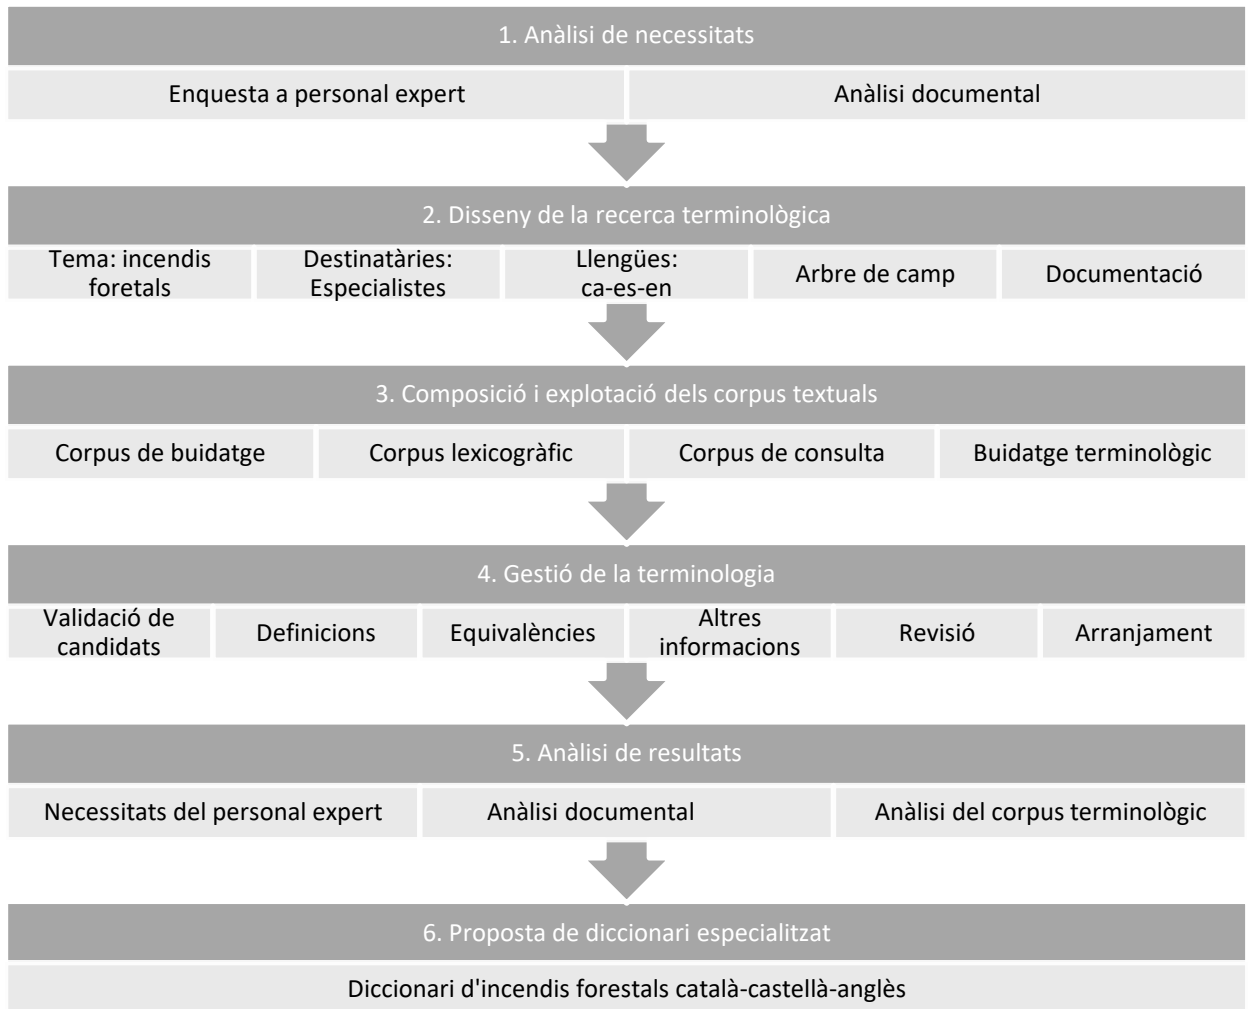 1. Anàlisi de necessitats
Enquesta a personal expert
Anàlisi documental
2. Disseny de la recerca terminològica
Tema: incendis
foretals
Destinatàries:
Especialistes
Llengües:
ca-es-en
Arbre de camp
Documentació
3. Composició i explotació dels corpus textuals
Corpus de buidatge
Corpus lexicogràfic
Corpus de consulta
Buidatge terminològic
4. Gestió de la terminologia
Validació de
candidats
Definicions
Equivalències
Altres
informacions
Revisió
Arranjament
5. Anàlisi de resultats
Necessitats del personal expert
Anàlisi documental
Anàlisi del corpus terminològic
6. Proposta de diccionari especialitzat
Diccionari d'incendis forestals català-castellà-anglès